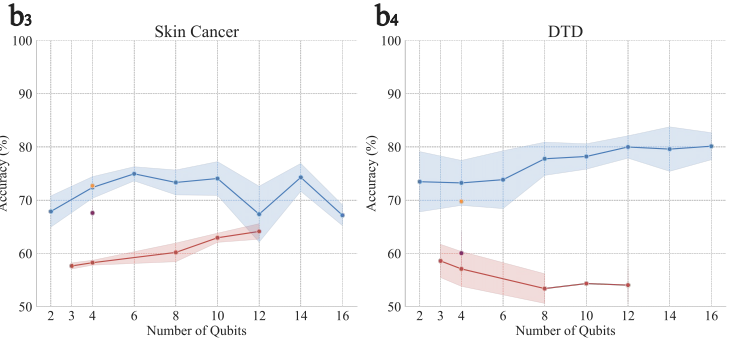 b3
Skin Cancer
100
90
80
70
60
50
Accuracy (%)
2 3 4 6 8 10 12 14 16
Number of Qubits
b4
DTD
100
90
80
70
60
50
Accuracy (%)
2 3 4 6 8 10 12 14 16
Number of Qubits